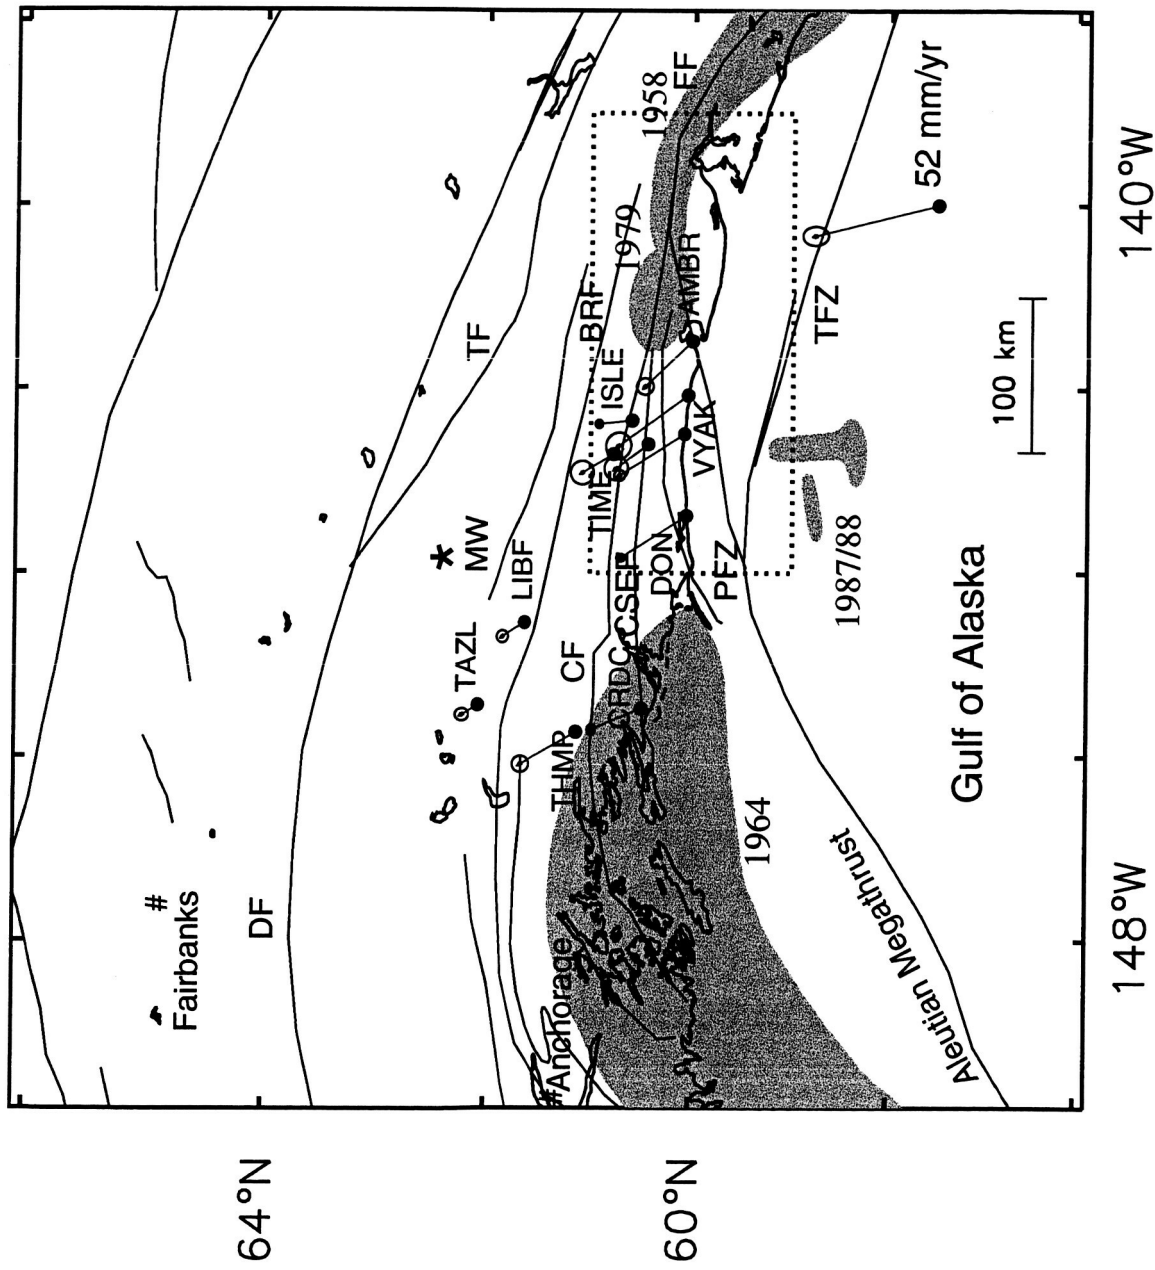 #
Fairbanks
DF
TF
TAZL
*
MW
LIBF
BRF
ISLE
1979
1958
FF
CF
THMP
ORDC
CSEP
TIME
DON
VYAK
AMBR
#Anchorage
PFZ
TFZ
52 mm/yr
1964
1987/88
100 km
Aleutian Megathrust
Gulf of Alaska
64°N
60°N
148°W
140°W